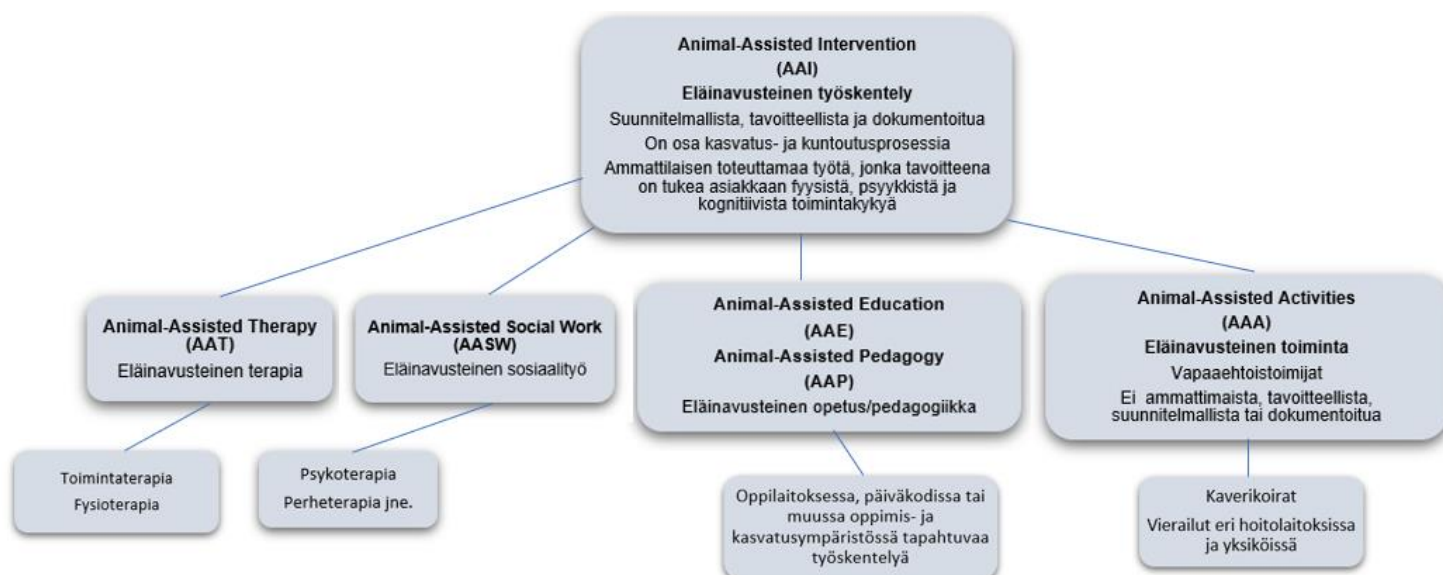 Animal-Assisted Intervention
(AAI)
Eläinavusteinen työskentely
Suunnitelmallista, tavoitteellista ja dokumentoitua
On osa kasvatus- ja kuntoutusprosessia
Ammattilaisen toteuttamaa työtä, jonka tavoitteena
on tukea asiakkaan fyysistä, psyykkistä ja
kognitiivista toimintakykyä
Animal-Assisted Therapy
(AAT)
Eläinavusteinen terapia
Animal-Assisted Social Work
(AASW)
Eläinavusteinen sosiaalityö
Animal-Assisted Education
(AAE)
Animal-Assisted Pedagogy
(AAP)
Eläinavusteinen opetus/pedagogiikka
Animal-Assisted Activities
(AAA)
Eläinavusteinen toiminta
Vapaaehtoistoimijat
Ei ammattimaista, tavoitteellista,
suunnitelmallista tai dokumentoitua
Toimintaterapia
Fysioterapia
Psykoterapia
Perheterapia jne.
Oppilaitoksessa, päiväkodissa tai
muussa oppimis- ja
kasvatusympäristössä tapahtuvaa
työskentelyä
Kaverikoirat
Vierailut eri hoitolaitoksissa
ja yksiköissä